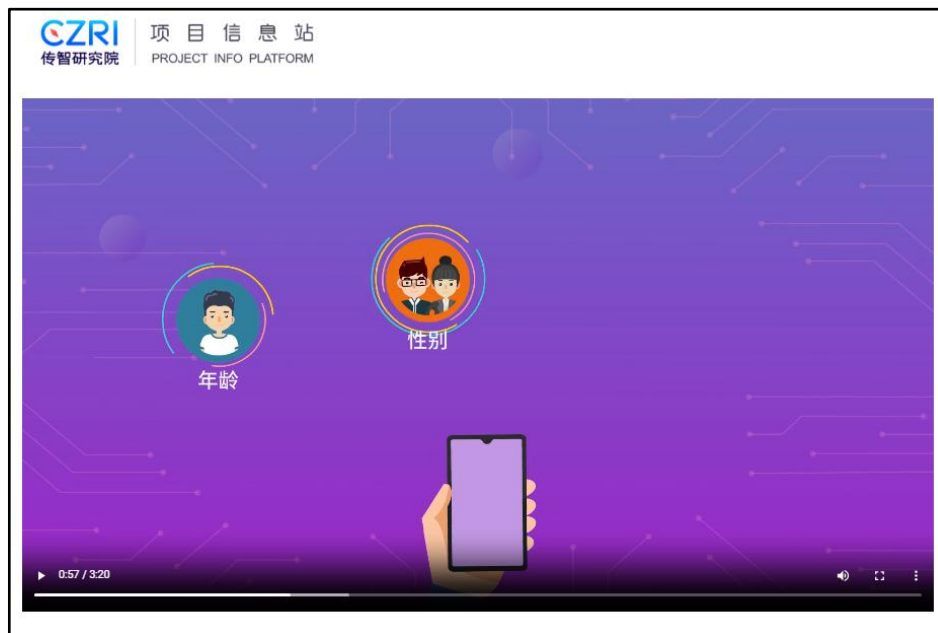 CZRI
传智研究院
项目信息站
PROJECT INFO PLATFORM
性别
年龄
0:57 / 3:20